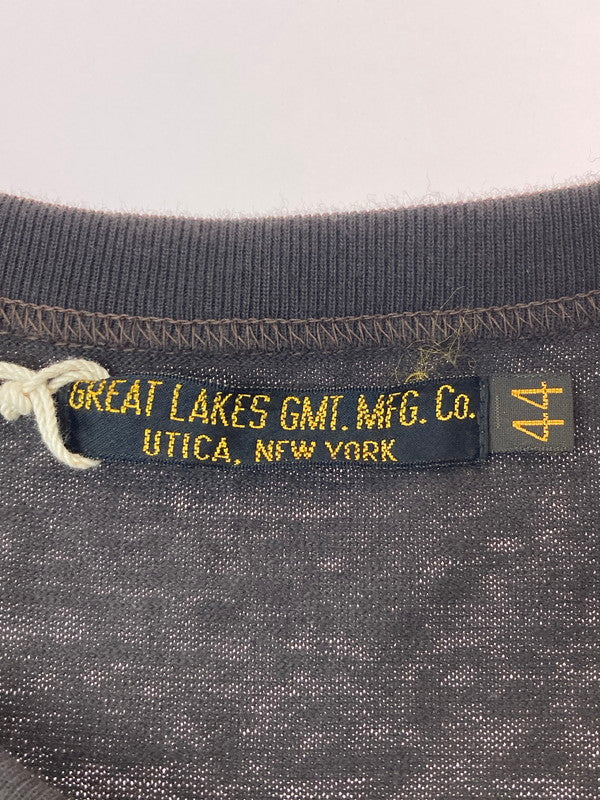 GREAT LAKES GMT. MFG. Co.
UTICA, NEW YORK
44